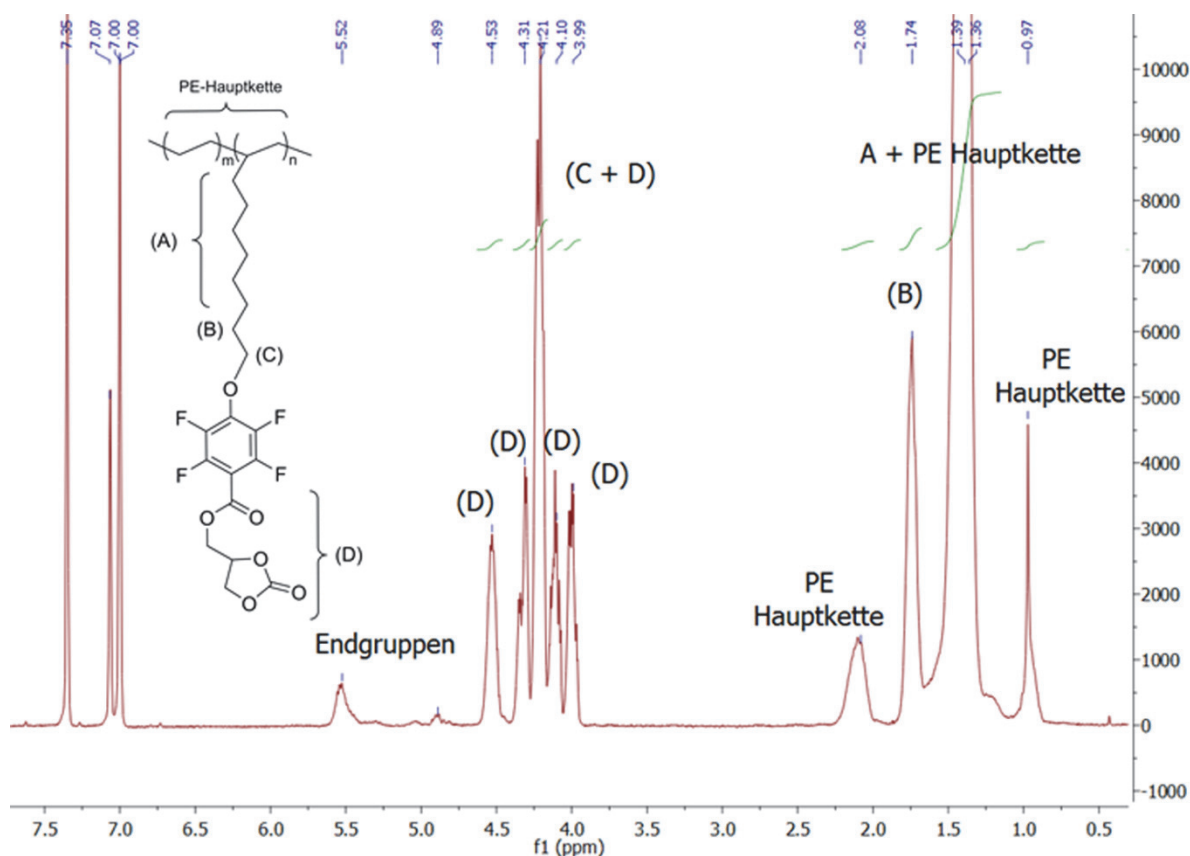 7.35
7.07
7.00
7.00
5.52
4.89
4.53
4.31
4.21
4.10
3.99
2.08
1.74
1.39
1.36
0.97
PE-Hauptkette
m
n
(A)
(B)
(C)
O
F
F
F
F
O
O
O
O
O
(D)
Endgruppen
(D)
(D)
(D)
(D)
(C + D)
PE
Hauptkette
(B)
A + PE Hauptkette
PE
Hauptkette
10000
9000
8000
7000
6000
5000
4000
3000
2000
1000
0
-1000
7.5
7.0
6.5
6.0
5.5
5.0
4.5
4.0
3.5
3.0
2.5
2.0
1.5
1.0
0.5
f1 (ppm)